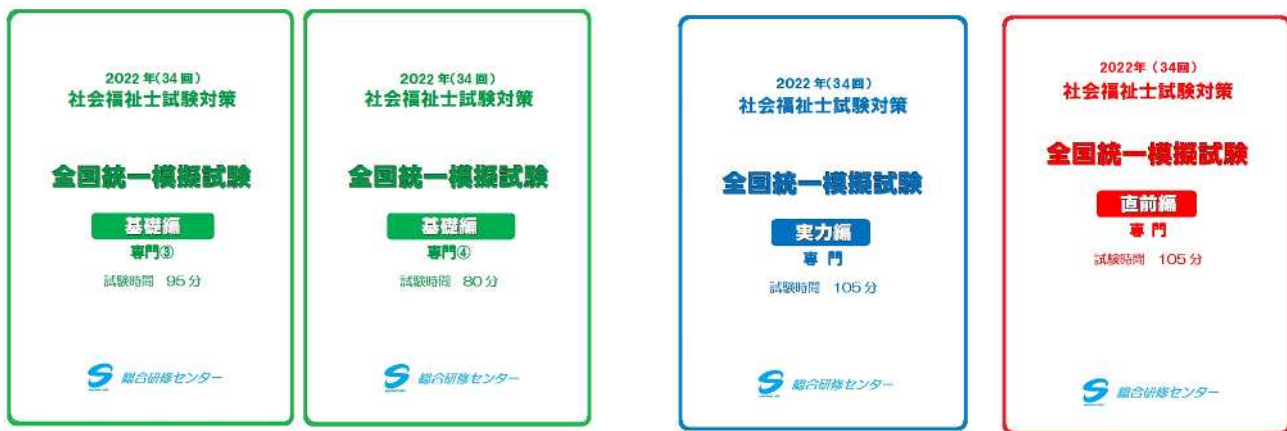 2022年(34回)
社会福祉士試験対策
全国統一模擬試験
基礎編
専門③
試験時間 95分
総合研修センター
2022年(34回)
社会福祉士試験対策
全国統一模擬試験
基礎編
専門④
試験時間 80分
総合研修センター
2022年(34回)
社会福祉士試験対策
全国統一模擬試験
実力編
専門
試験時間 105分
総合研修センター
2022年(34回)
社会福祉士試験対策
全国統一模擬試験
直前編
専門
試験時間 105分
総合研修センター